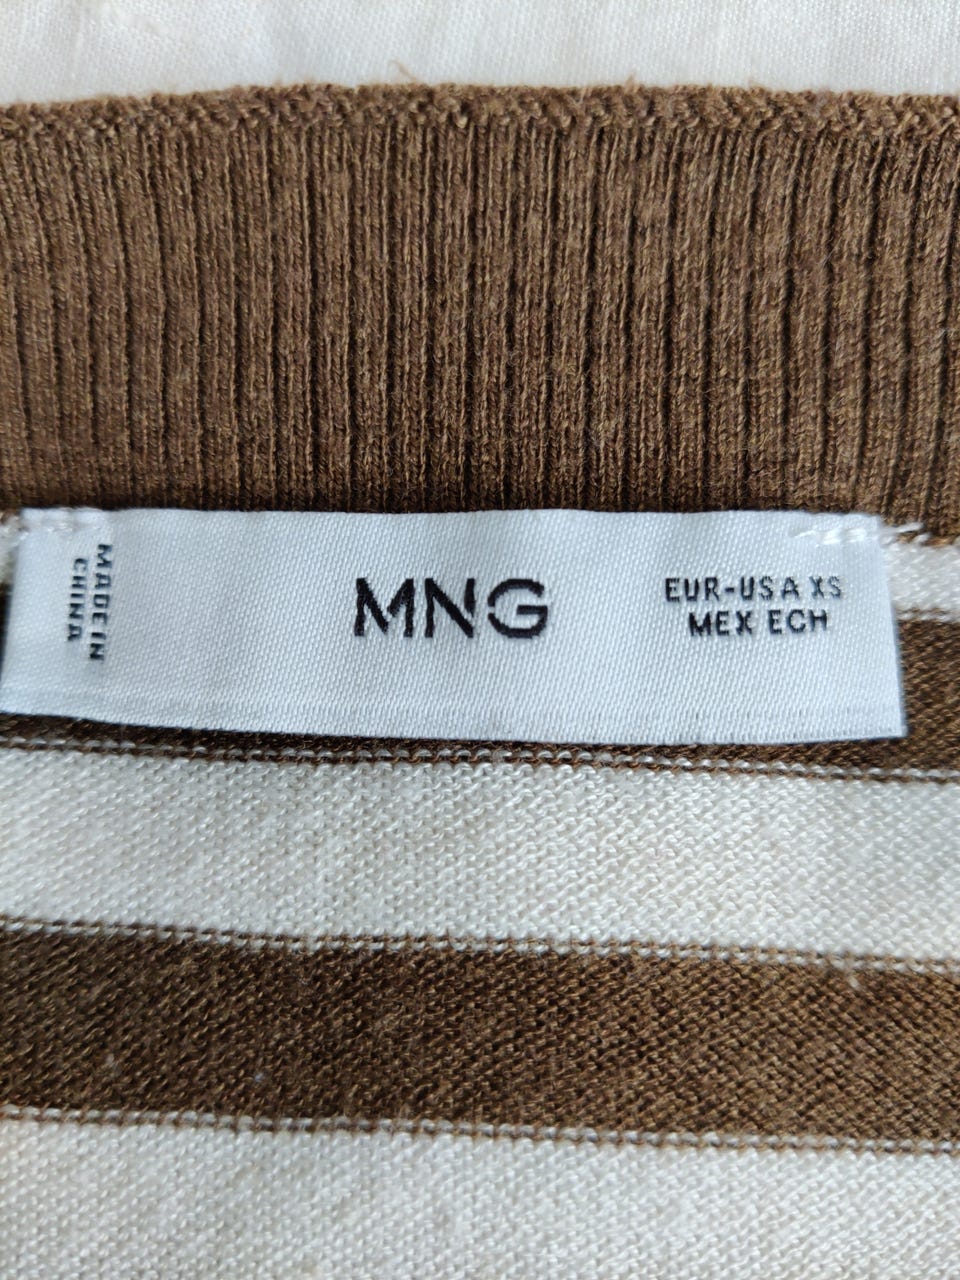 MADE IN
CHINA
MNG
EUR-USA XS
MEX ECH